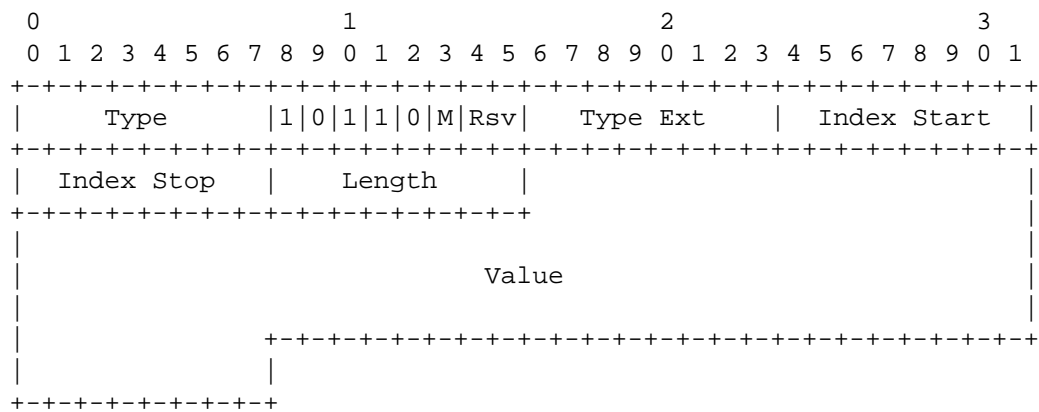 0                   1                   2                   3
0 1 2 3 4 5 6 7 8 9 0 1 2 3 4 5 6 7 8 9 0 1 2 3 4 5 6 7 8 9 0 1
+-+-+-+-+-+-+-+-+-+-+-+-+-+-+-+-+-+-+-+-+-+-+-+-+-+-+-+-+-+-+-+-+
|     Type      |1|0|1|1|0|M|Rsv|   Type Ext    |  Index Start  |
+-+-+-+-+-+-+-+-+-+-+-+-+-+-+-+-+-+-+-+-+-+-+-+-+-+-+-+-+-+-+-+-+
|  Index Stop   |    Length     |                               |
+-+-+-+-+-+-+-+-+-+-+-+-+-+-+-+-+                               |
|                                                               |
|                             Value                             |
|                                                               |
|               +-+-+-+-+-+-+-+-+-+-+-+-+-+-+-+-+-+-+-+-+-+-+-+-+
|               |
+-+-+-+-+-+-+-+-+